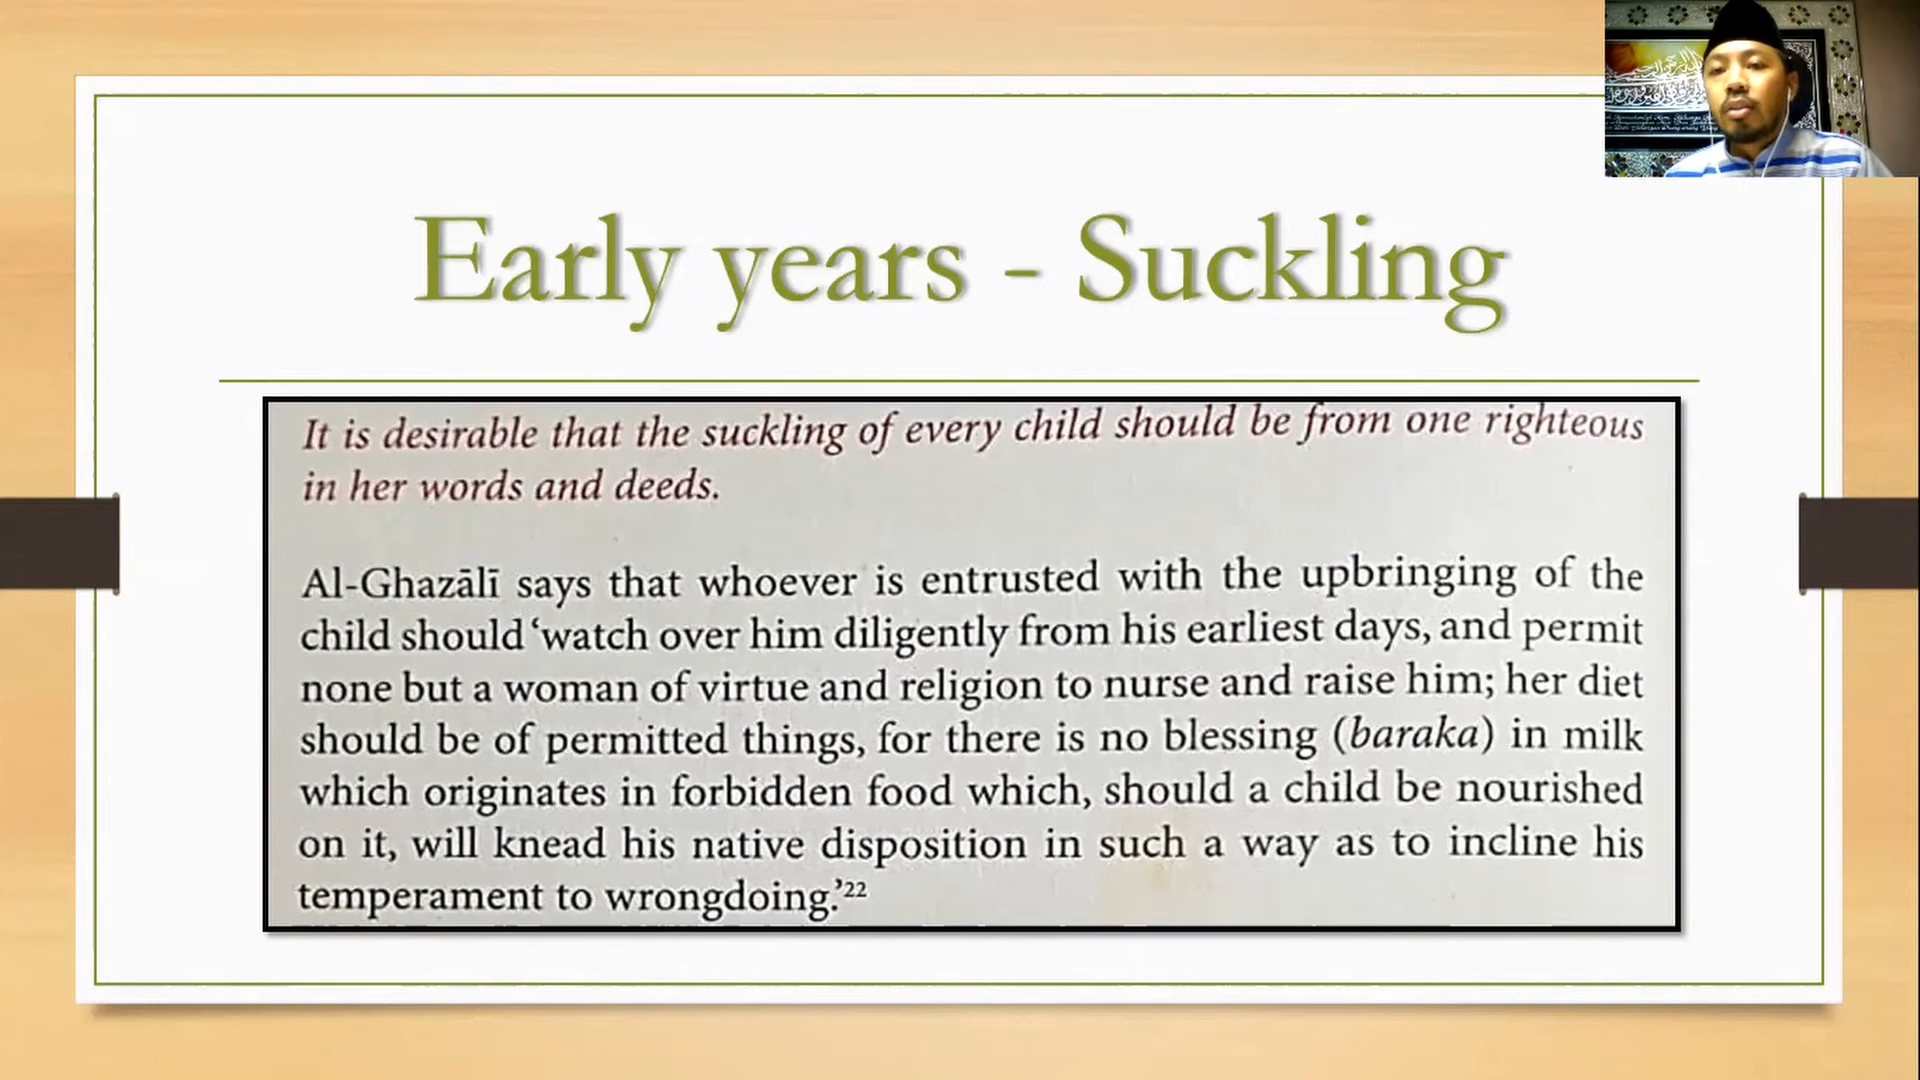 Early years - Suckling
It is desirable that the suckling of every child should be from one righteous
in her words and deeds.
Al-Ghazālī says that whoever is entrusted with the upbringing of the
child should ‘watch over him diligently from his earliest days, and permit
none but a woman of virtue and religion to nurse and raise him; her diet
should be of permitted things, for there is no blessing (baraka) in milk
which originates in forbidden food which, should a child be nourished
on it, will knead his native disposition in such a way as to incline his
temperament to wrongdoing.’22